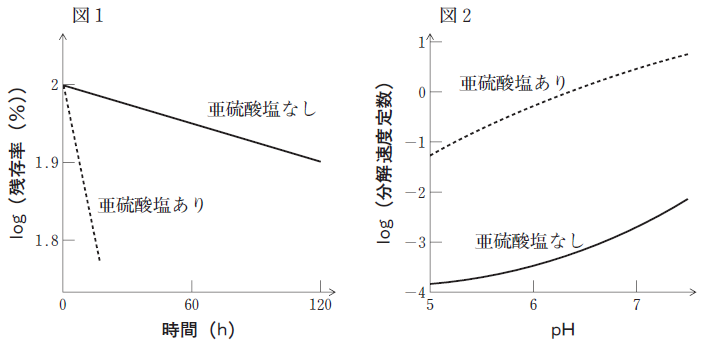 図1
log（残存率（%））
2
1.9
1.8
亜硫酸塩なし
亜硫酸塩あり
0
60
120
時間（h）
図2
log（分解速度定数）
1
0
-1
-2
-3
-4
亜硫酸塩あり
亜硫酸塩なし
5
6
7
pH